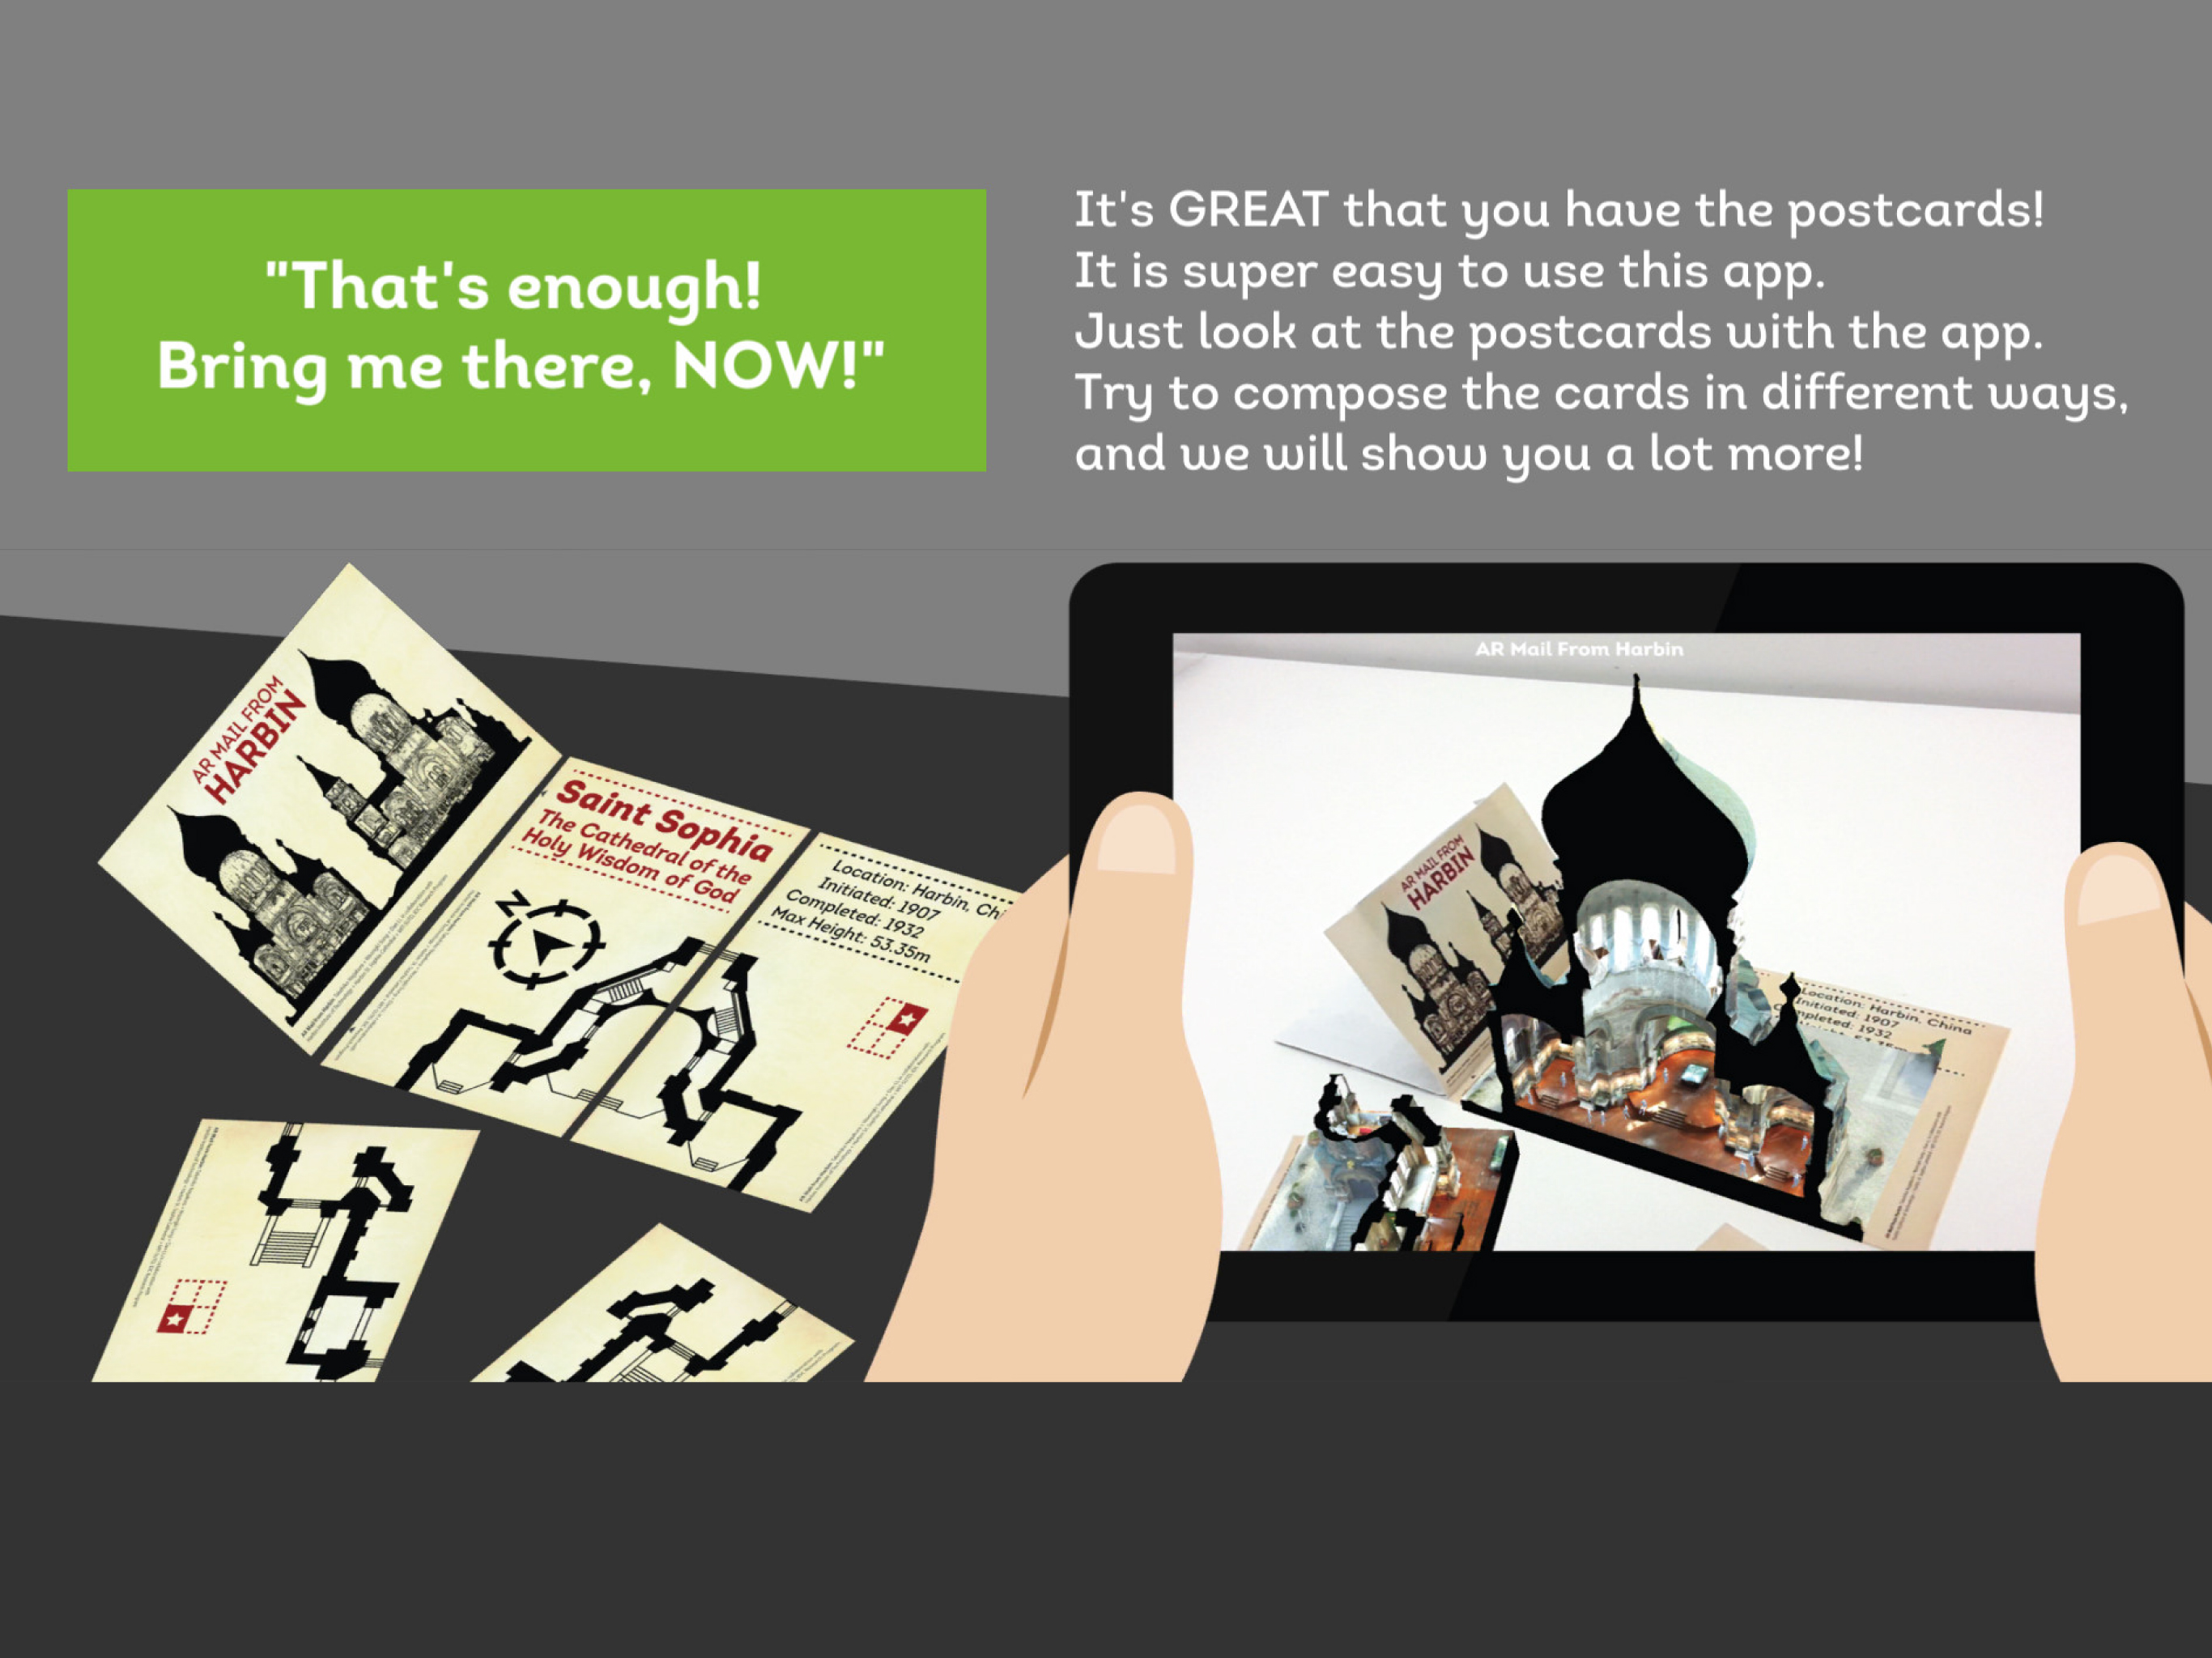 "That's enough!
Bring me there, NOW!"
It's GREAT that you have the postcards!
It is super easy to use this app.
Just look at the postcards with the app.
Try to compose the cards in different ways,
and we will show you a lot more!
AR MAIL FROM
HARBIN
Saint Sophia
The Cathedral of the
Holy Wisdom of God
N
Location: Harbin, Chi
Initiated: 1907
Completed: 1932
Max Height: 53.35m
AR Mail From Harbin
AR MAIL FROM
HARBIN
Location: Harbin, China
Initiated: 1907
mpleted: 1932